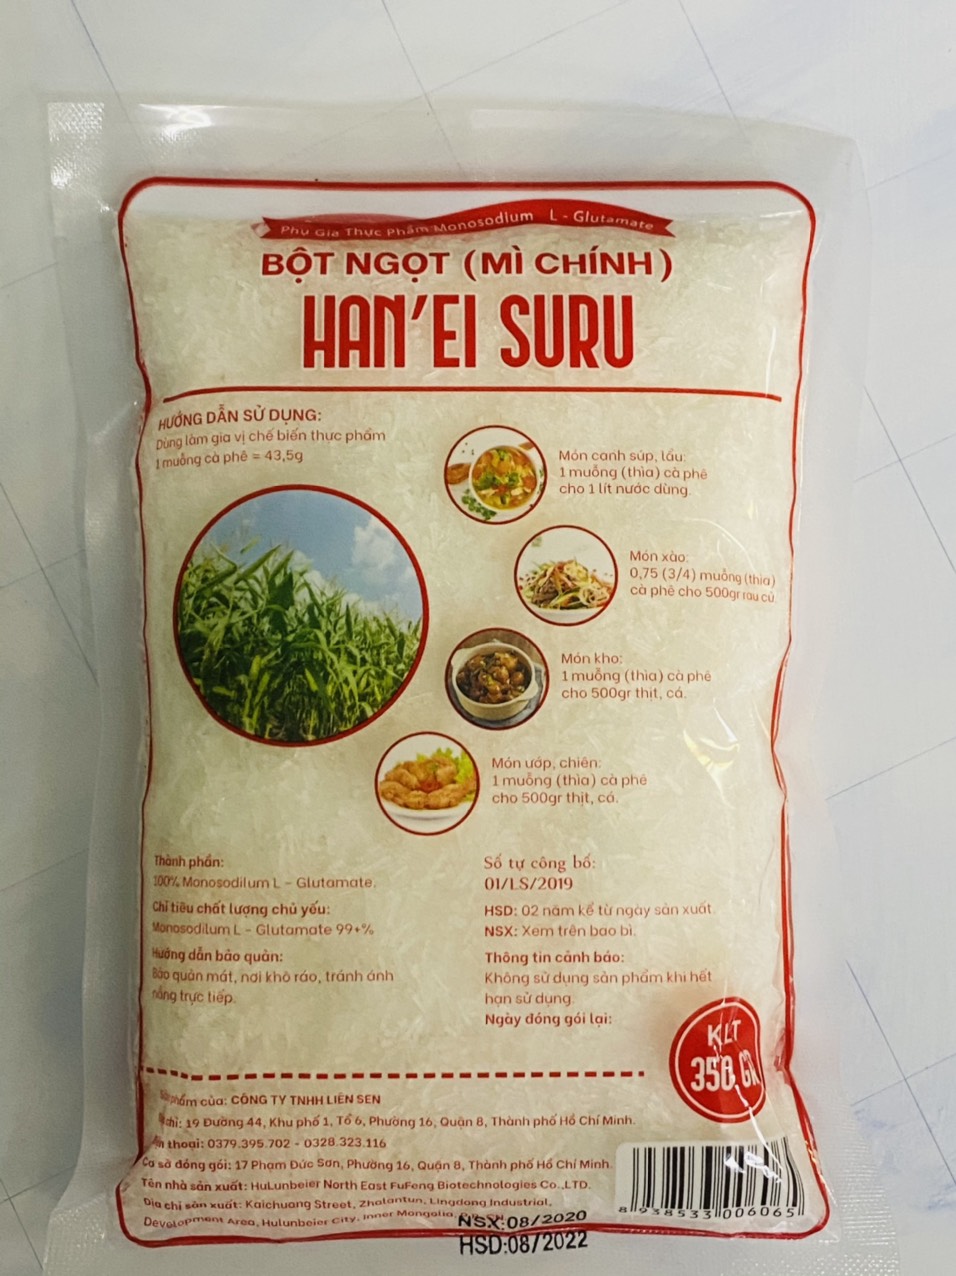 Phụ Gia Thực Phẩm Monosodium L - Glutamate
BỘT NGỌT (MÌ CHÍNH)
HAN'EI SURU
HƯỚNG DẪN SỬ DỤNG:
Dùng làm gia vị chế biến thực phẩm
1 muỗng cà phê = 43,5g
Món canh súp, lẩu:
1 muỗng (thìa) cà phê
cho 1 lít nước dùng
Món xào:
0,75 (3/4) muỗng (thìa)
cà phê cho 500gr rau củ
Món kho:
1 muỗng (thìa) cà phê
cho 500gr thịt, cá.
Món ướp, chiên:
1 muỗng (thìa) cà phê
cho 500gr thịt, cá.
Thành phần:
100% Manosodilum L - Glutamate.
Chỉ tiêu chất lượng chủ yếu:
Monosodilum L - Glutamate 99+%
Hướng dẫn bảo quản:
Bảo quản mát, nơi khô ráo, tránh ánh
nắng trực tiếp.
Số tự công bố:
01/LS/2019
HSD: 02 năm kể từ ngày sản xuất.
NSX: Xem trên bao bì.
Thông tin cảnh báo:
Không sử dụng sản phẩm khi hết
hạn sử dụng.
Ngày đóng gói lại:
KLT
350 GR
phẩm của: CÔNG TY TNHH LIÊN SEN
chỉ: 19 Đường 44, Khu phố 1, Tổ 6, Phường 16, Quận 8, Thành phố Hồ Chí Minh.
thoại: 0379.395.702 - 0328.323.116
Cơ sở đóng gói: 17 Phạm Đức Sơn, Phường 16, Quận 8, Thành phố Hồ Chí Minh.
Tên nhà sản xuất: HuLunbeier North East FuFeng Biotechnologies Co.,LTD.
Địa chỉ sản xuất: Kaichuang Street, Zhalantun, Lingdong Industrial,
Development Area, Hulunbeier City, Inner Mongolia
8 938533 006065
NSX:08/2020
HSD:08/2022